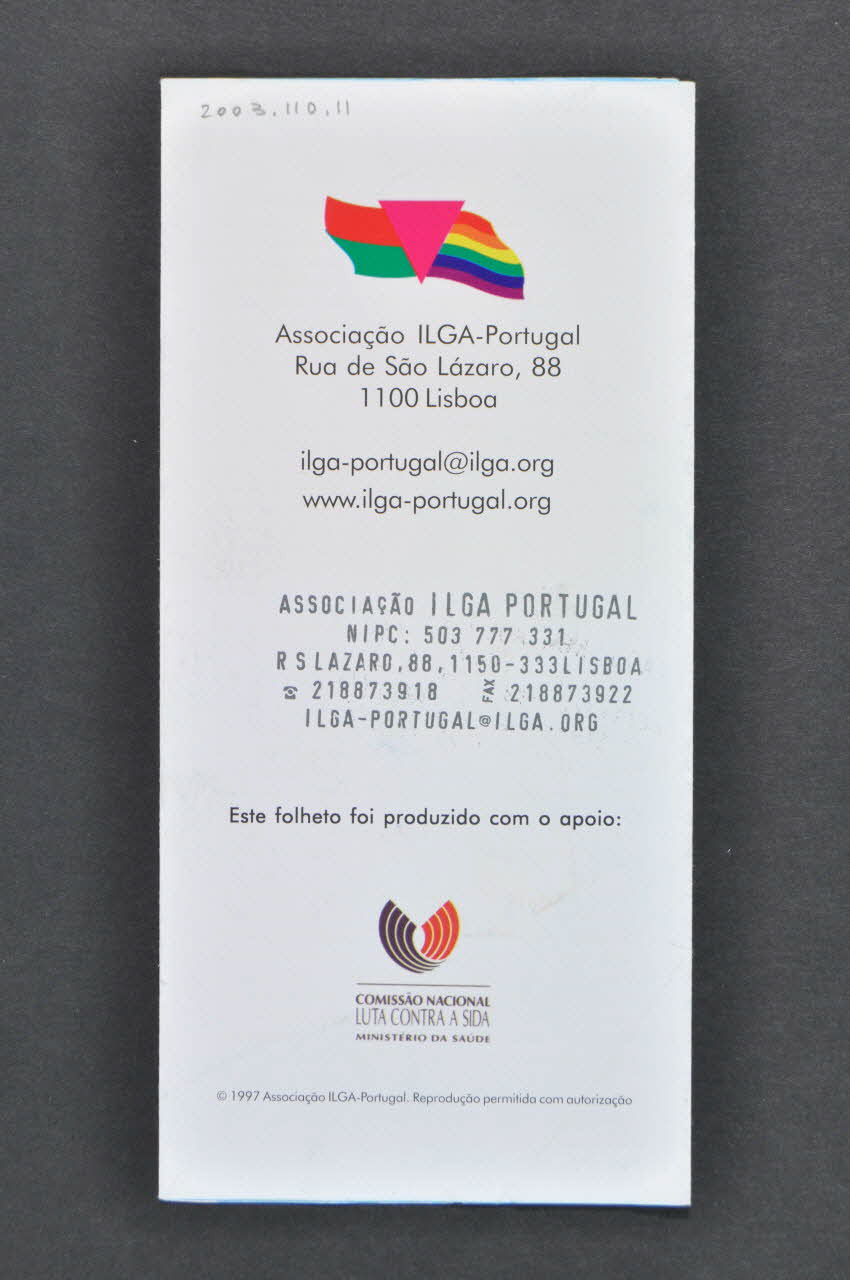 2003.110.11
Associação ILGA-Portugal
Rua de São Lázaro, 88
1100 Lisboa
ilga-portugal@ilga.org
www.ilga-portugal.org
ASSOCIAÇÃO ILGA PORTUGAL
NIPC: 503 777 331
R S LAZARO,88,1150-333LISBOA
☎ 218873918 FAX 218873922
ILGA-PORTUGAL@ILGA.ORG
Este folheto foi produzido com o apoio:
COMISSÃO NACIONAL
LUTA CONTRA A SIDA
MINISTÉRIO DA SAÚDE
© 1997 Associação ILGA-Portugal. Reprodução permitida com autorização